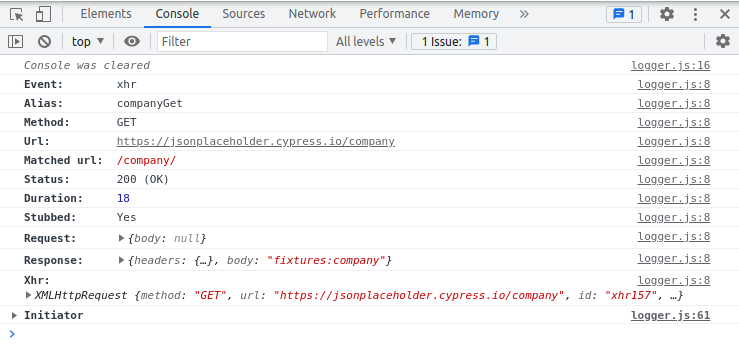 Elements Console Sources Network Performance Memory » 1
top Filter All levels 1 Issue: 1
Console was cleared logger.js:16
Event: xhr logger.js:8
Alias: companyGet logger.js:8
Method: GET logger.js:8
Url: https://jsonplaceholder.cypress.io/company logger.js:8
Matched url: /company/ logger.js:8
Status: 200 (OK) logger.js:8
Duration: 18 logger.js:8
Stubbed: Yes logger.js:8
Request: {body: null} logger.js:8
Response: {headers: {…}, body: "fixtures:company"} logger.js:8
Xhr: logger.js:8
XMLHttpRequest {method: "GET", url: "https://jsonplaceholder.cypress.io/company", id: "xhr157", …}
Initiator logger.js:61